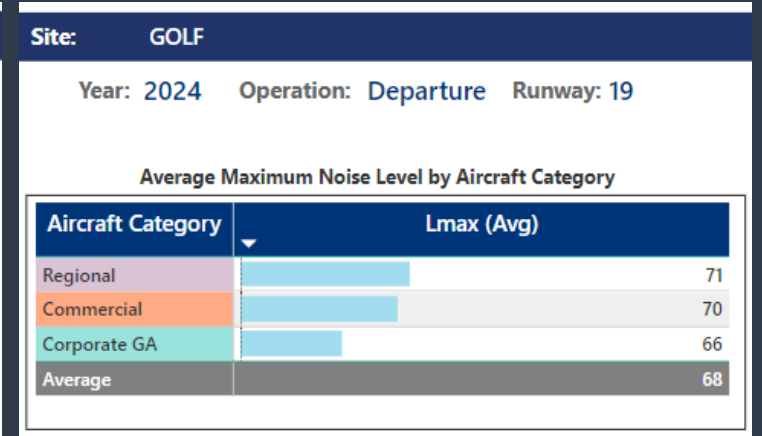 Site: GOLF
Year: 2024 Operation: Departure Runway: 19
Average Maximum Noise Level by Aircraft Category
Aircraft Category Lmax (Avg)
Regional 71
Commercial 70
Corporate GA 66
Average 68